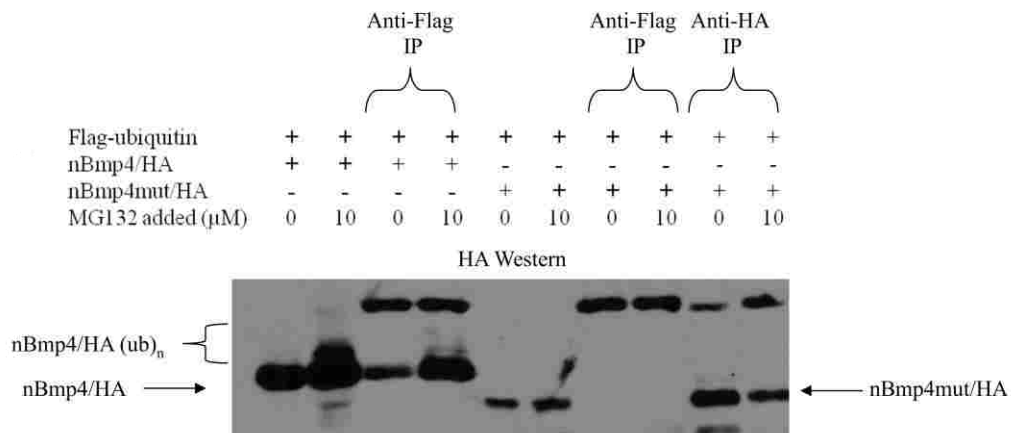 Anti-Flag IP
Anti-Flag IP
Anti-HA IP
Flag-ubiquitin + + + + + + + + + +
nBmp4/HA + + + + - - - - - -
nBmp4mut/HA - - - - + + + + + +
MG132 added (μM) 0 10 0 10 0 10 0 10 0 10
HA Western
nBmp4/HA (ub)n
nBmp4/HA
nBmp4mut/HA